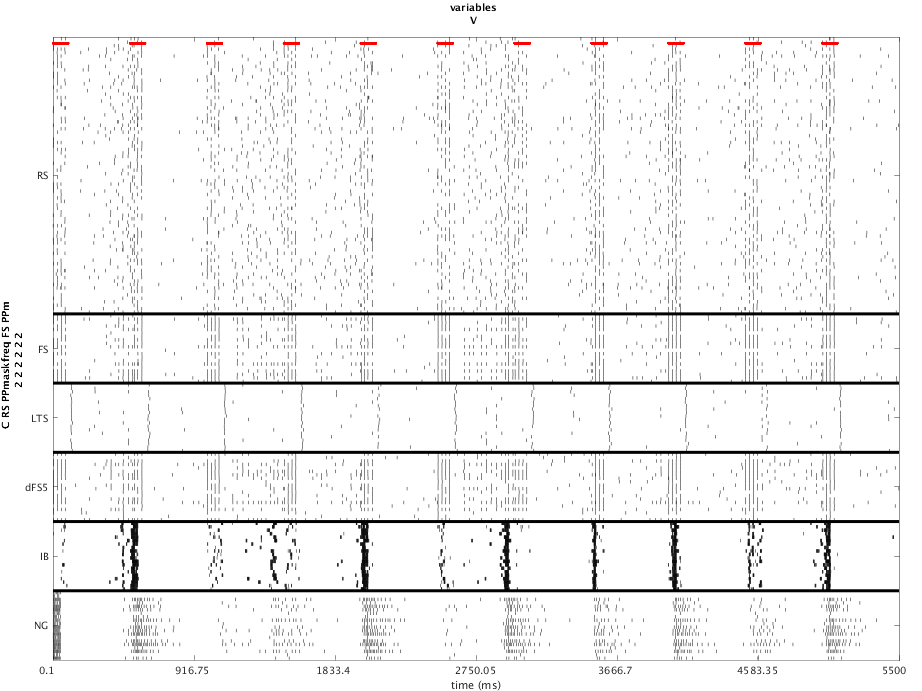 variables
V
C RS PPmaskfreq FS PPm
2 2 2 2 2 2
RS
FS
LTS
dFS5
IB
NG
0.1 916.75 1833.4 2750.05 3666.7 4583.35 5500
time (ms)